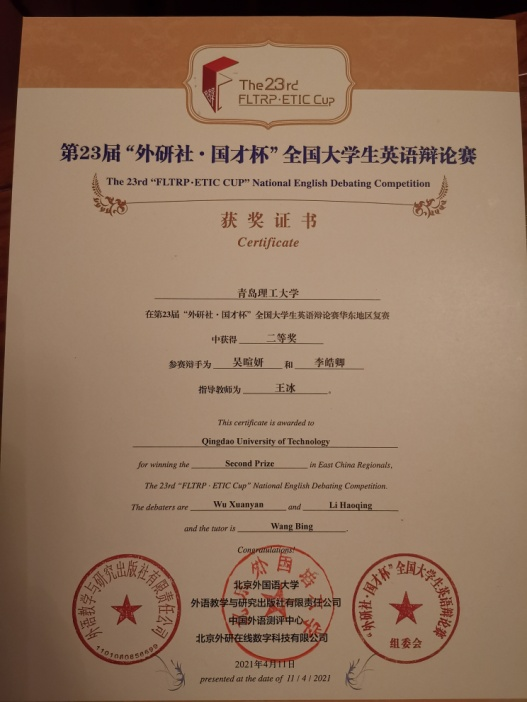 The 23rd
FLTRP·ETIC Cup
第23届“外研社·国才杯”全国大学生英语辩论赛
The 23rd “FLTRP·ETIC CUP” National English Debating Competition
获奖证书
Certificate
青岛理工大学
在第23届“外研社·国才杯”全国大学生英语辩论赛华东地区复赛
中获得 二等奖
参赛辩手为 吴暄妍 和 李皓卿
指导教师为 王冰 。
This certificate is awarded to
Qingdao University of Technology
for winning the Second Prize in East China Regionals,
The 23rd “FLTRP·ETIC Cup” National English Debating Competition.
The debaters are Wu Xuanyan and Li Haoqing
and the tutor is Wang Bing .
Congratulations!
北京外国语大学
外语教学与研究出版社有限责任公司
中国外语测评中心
北京外研在线数字科技有限公司
2021年4月11日
presented at the date of 11 / 4 / 2021
外语教学与研究出版社有限责任公司
“外研社·国才杯”全国大学生英语辩论赛
组委会